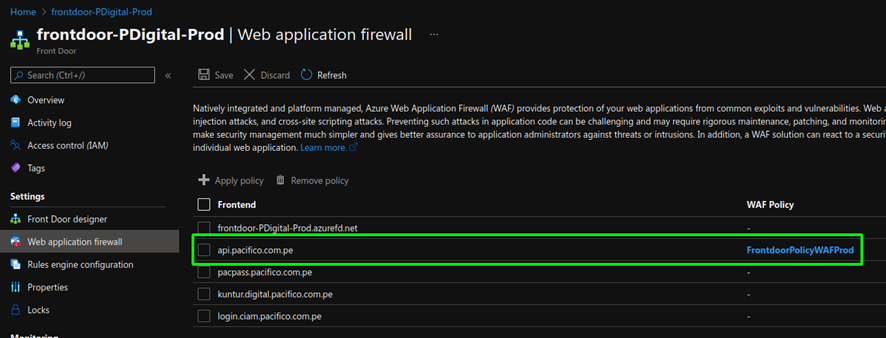 Home > frontdoor-PDigital-Prod
frontdoor-PDigital-Prod | Web application firewall ...
Front Door
Search (Ctrl+/)
«
Save
Discard
Refresh
Overview
Activity log
Access control (IAM)
Tags
Settings
Front Door designer
Web application firewall
Rules engine configuration
Properties
Locks
Monitoring
Natively integrated and platform managed, Azure Web Application Firewall (WAF) provides protection of your web applications from common exploits and vulnerabilities. Web a
injection attacks, and cross-site scripting attacks. Preventing such attacks in application code can be challenging and may require rigorous maintenance, patching, and monitorin
make security management much simpler and gives better assurance to application administrators against threats or intrusions. In addition, a WAF solution can react to a securi
individual web application. Learn more.
Apply policy
Remove policy
Frontend WAF Policy
frontdoor-PDigital-Prod.azurefd.net -
api.pacifico.com.pe FrontdoorPolicyWAFProd
pacpass.pacifico.com.pe -
kuntur.digital.pacifico.com.pe -
login.ciam.pacifico.com.pe -